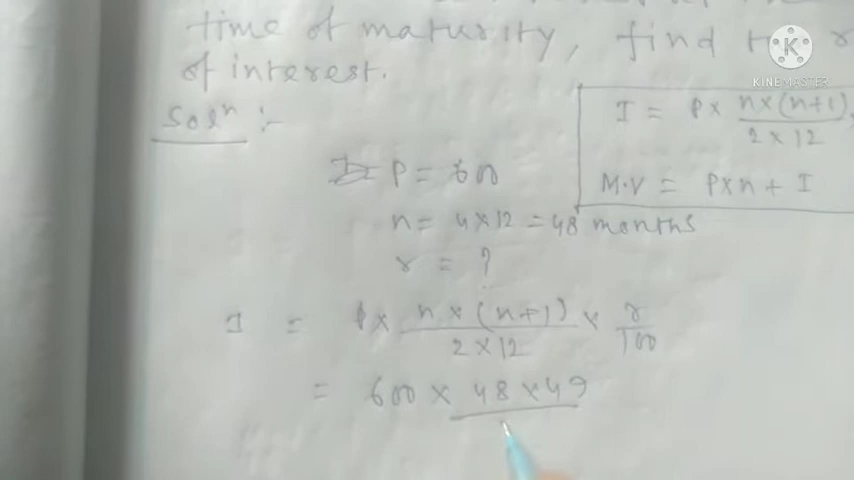 time of maturity, find r
of interest.
Solⁿ :-
I = P × n×(n+1)
2 × 12
M.V = P×n + I
P = 600
n = 4×12 = 48 months
r = ?
I = P × n × (n+1) × r
2 × 12 100
= 600 × 48 × 49
K
KINEMASTER